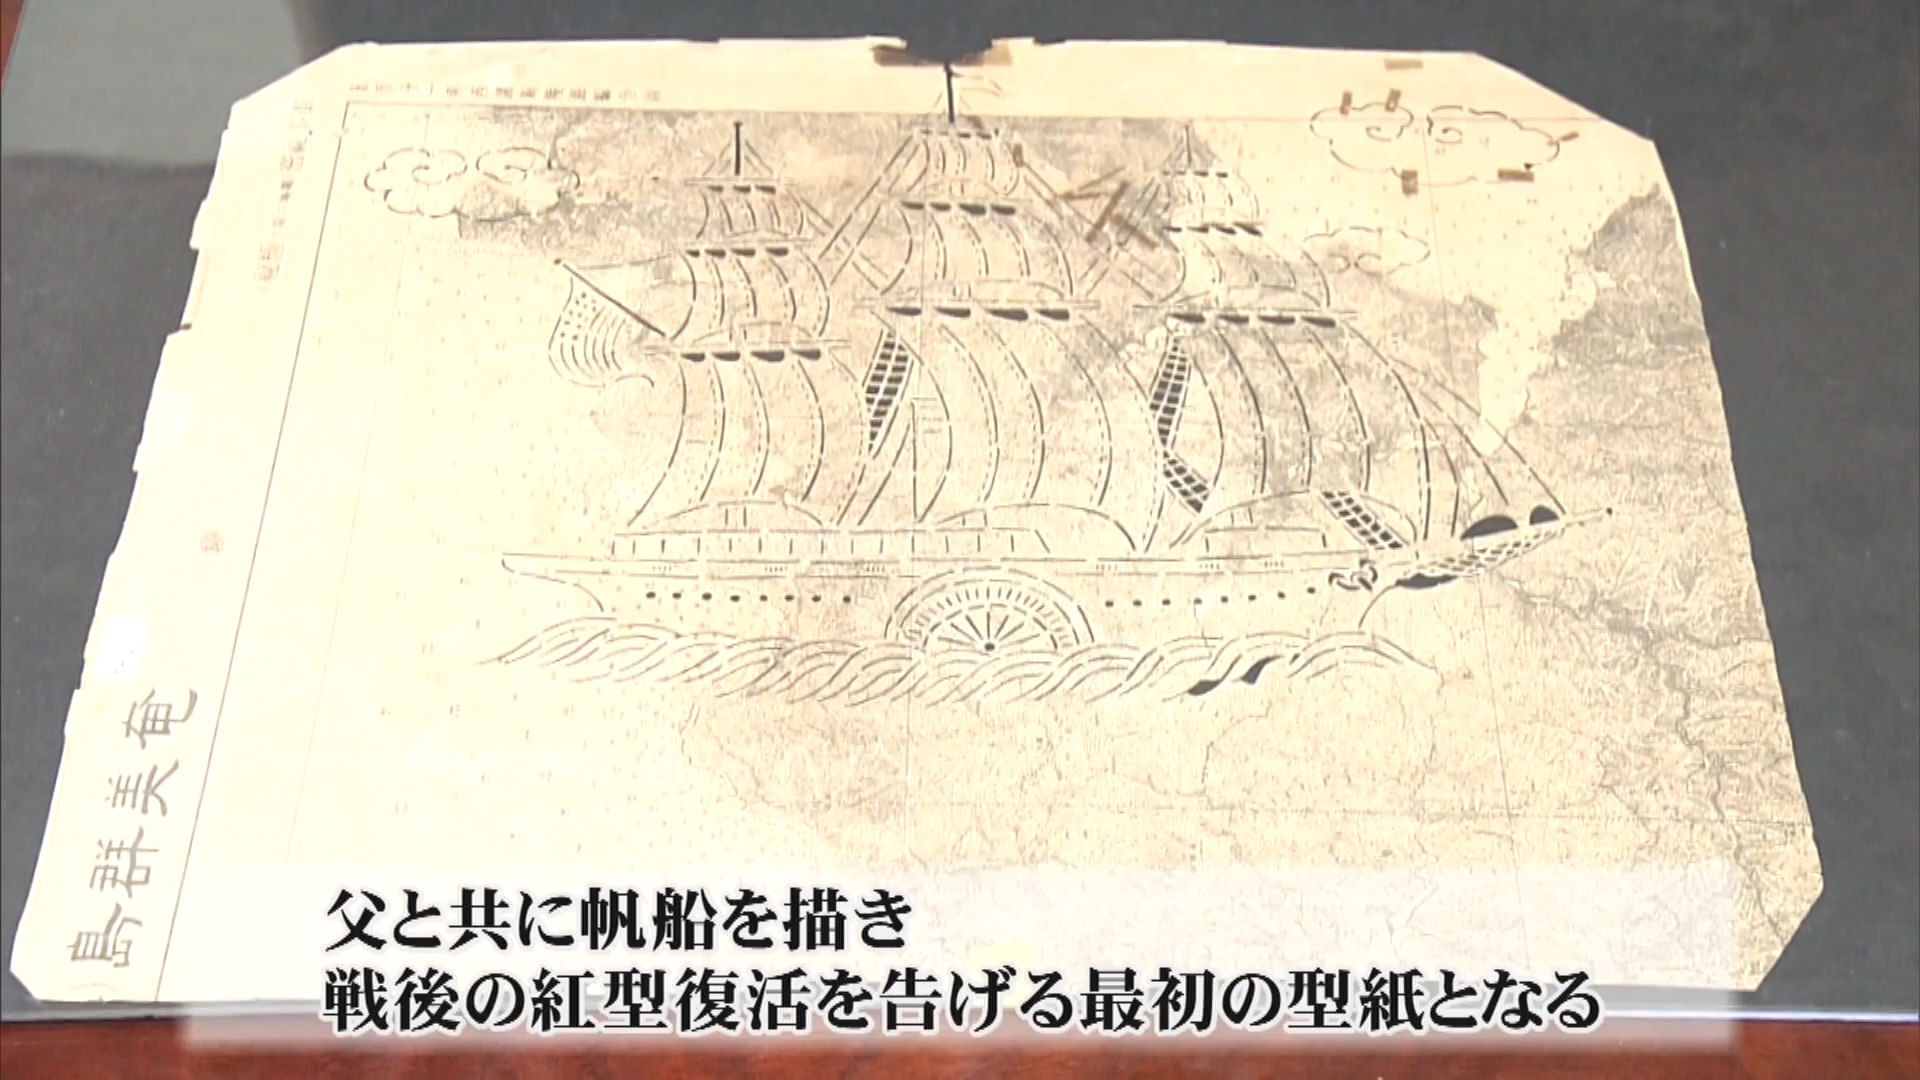 奄美群島
父と共に帆船を描き
戦後の紅型復活を告げる最初の型紙となる